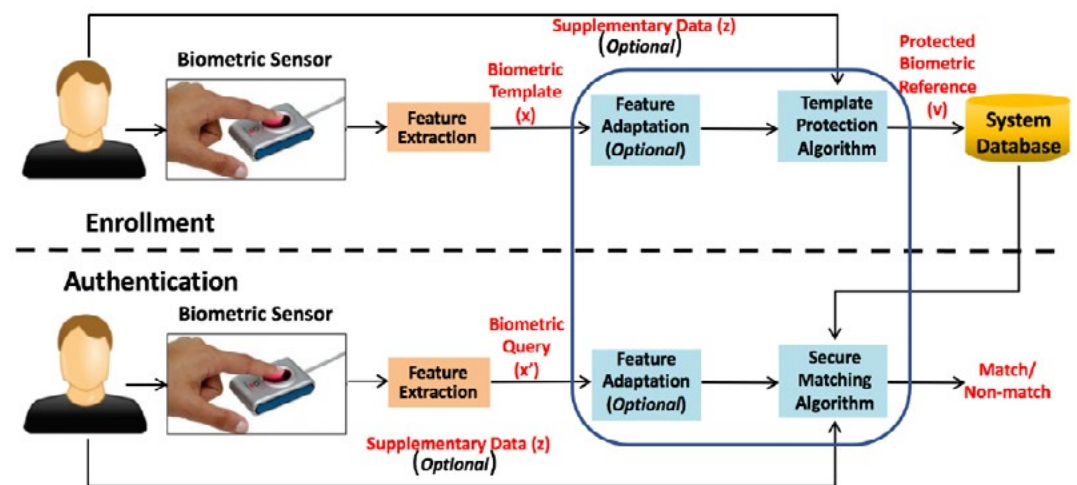 Supplementary Data (z)
(Optional)
Biometric Sensor
Biometric
Template
(x)
Protected
Biometric
Reference
(v)
Feature
Extraction
Feature
Adaptation
(Optional)
Template
Protection
Algorithm
System
Database
Enrollment
Authentication
Biometric Sensor
Biometric
Query
(x')
Feature
Extraction
Feature
Adaptation
(Optional)
Secure
Matching
Algorithm
Match/
Non-match
Supplementary Data (z)
(Optional)